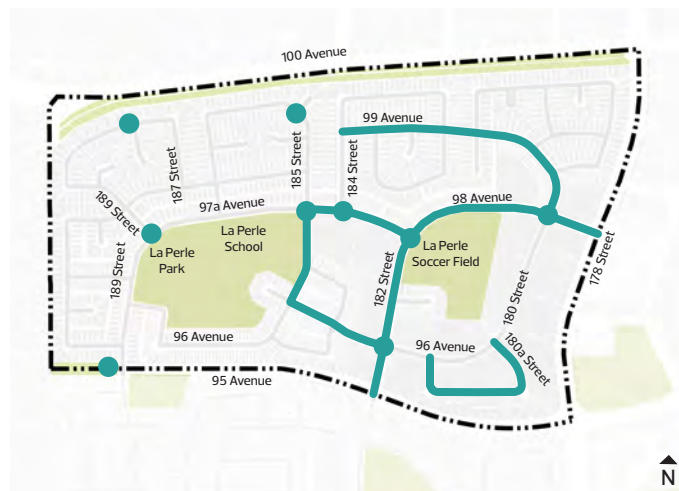 100 Avenue
99 Avenue
187 Street
185 Street
184 Street
189 Street
97a Avenue
98 Avenue
La Perle
School
La Perle
Park
La Perle
Soccer Field
189 Street
182 Street
180 Street
178 Street
96 Avenue
96 Avenue
180a Street
95 Avenue
N